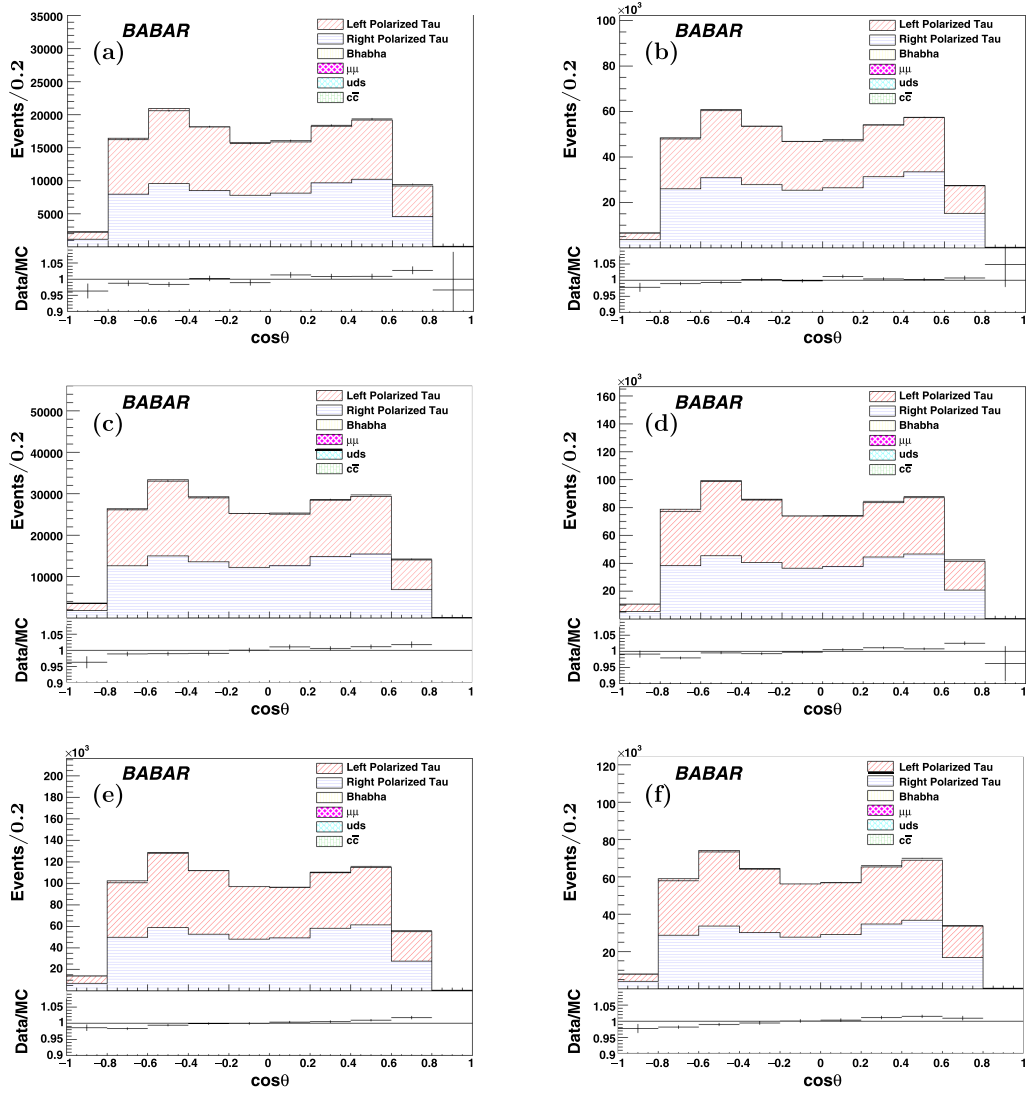 BABAR
(a)
Left Polarized Tau
Right Polarized Tau
Bhabha
μμ
uds
cc̅
Events/0.2
35000
30000
25000
20000
15000
10000
5000
Data/MC
1.05
1
0.95
0.9
−1 −0.8 −0.6 −0.4 −0.2 0 0.2 0.4 0.6 0.8 1
cosθ
×10³
BABAR
(b)
Left Polarized Tau
Right Polarized Tau
Bhabha
μμ
uds
cc̅
Events/0.2
100
80
60
40
20
Data/MC
1.05
1
0.95
0.9
−1 −0.8 −0.6 −0.4 −0.2 0 0.2 0.4 0.6 0.8 1
cosθ
BABAR
(c)
Left Polarized Tau
Right Polarized Tau
Bhabha
μμ
uds
cc̅
Events/0.2
50000
40000
30000
20000
10000
Data/MC
1.05
1
0.95
0.9
−1 −0.8 −0.6 −0.4 −0.2 0 0.2 0.4 0.6 0.8 1
cosθ
×10³
BABAR
(d)
Left Polarized Tau
Right Polarized Tau
Bhabha
μμ
uds
cc̅
Events/0.2
160
140
120
100
80
60
40
20
Data/MC
1.05
1
0.95
0.9
−1 −0.8 −0.6 −0.4 −0.2 0 0.2 0.4 0.6 0.8 1
cosθ
×10³
BABAR
(e)
Left Polarized Tau
Right Polarized Tau
Bhabha
μμ
uds
cc̅
Events/0.2
200
180
160
140
120
100
80
60
40
20
Data/MC
1.05
1
0.95
0.9
−1 −0.8 −0.6 −0.4 −0.2 0 0.2 0.4 0.6 0.8 1
cosθ
×10³
BABAR
(f)
Left Polarized Tau
Right Polarized Tau
Bhabha
μμ
uds
cc̅
Events/0.2
120
100
80
60
40
20
Data/MC
1.05
1
0.95
0.9
−1 −0.8 −0.6 −0.4 −0.2 0 0.2 0.4 0.6 0.8 1
cosθ